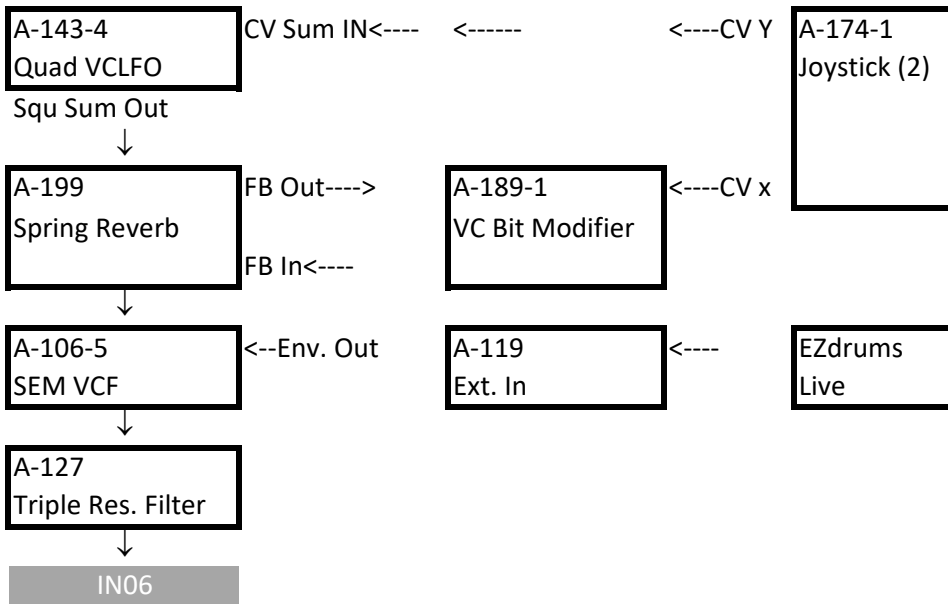 A-143-4 CV Sum IN<---- <------ <----CV Y A-174-1
Quad VCLFO Joystick (2)
Squ Sum Out
↓
A-199 FB Out----> A-189-1 <----CV x
Spring Reverb VC Bit Modifier
FB In<----
↓
A-106-5 <--Env. Out A-119 <---- EZdrums
SEM VCF Ext. In Live
↓
A-127
Triple Res. Filter
↓
IN06